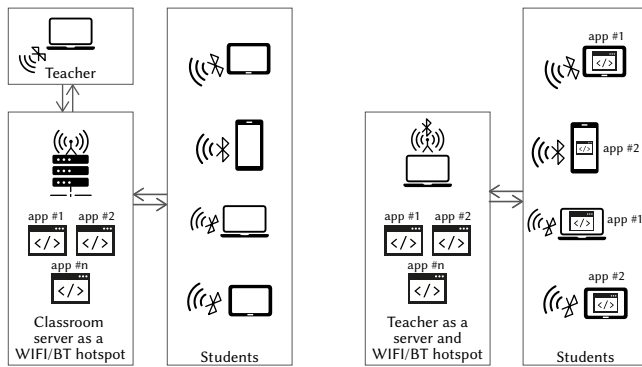 Teacher
app #1 app #2
</>
</>
app #n
</>
Classroom
server as a
WIFI/BT hotspot
Students
app #1 app #2
</>
</>
app #n
</>
Teacher as a
server and
WIFI/BT hotspot
app #1
</>
</>
app #2
</>
app #1
app #2
</>
Students